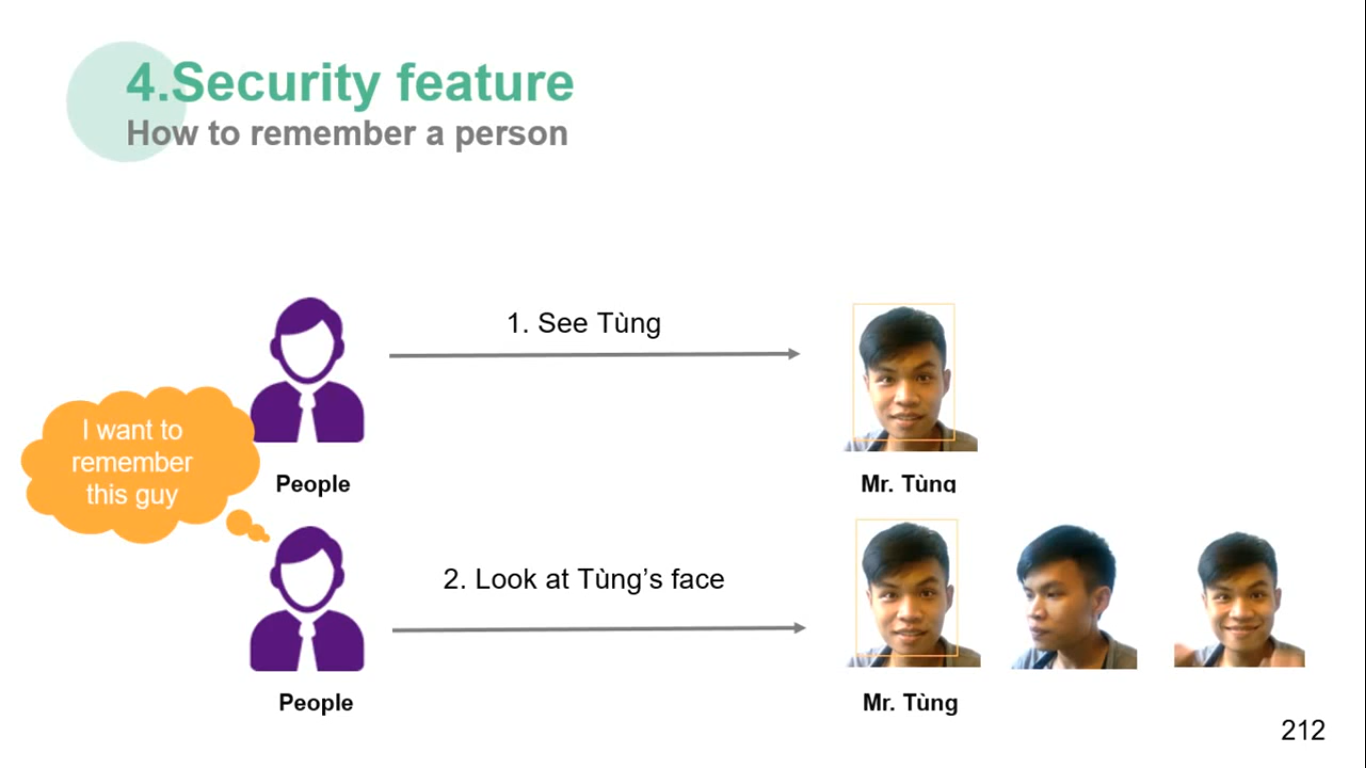 4.Security feature
How to remember a person
1. See Tùng
I want to
remember
this guy
People
Mr. Tùng
2. Look at Tùng’s face
People
Mr. Tùng
212